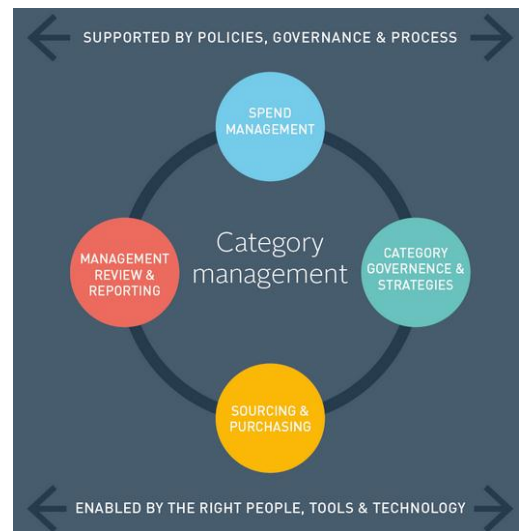 SUPPORTED BY POLICIES, GOVERNANCE & PROCESS
SPEND
MANAGEMENT
MANAGEMENT
REVIEW &
REPORTING
Category
management
CATEGORY
GOVERNENCE &
STRATEGIES
SOURCING &
PURCHASING
ENABLED BY THE RIGHT PEOPLE, TOOLS & TECHNOLOGY